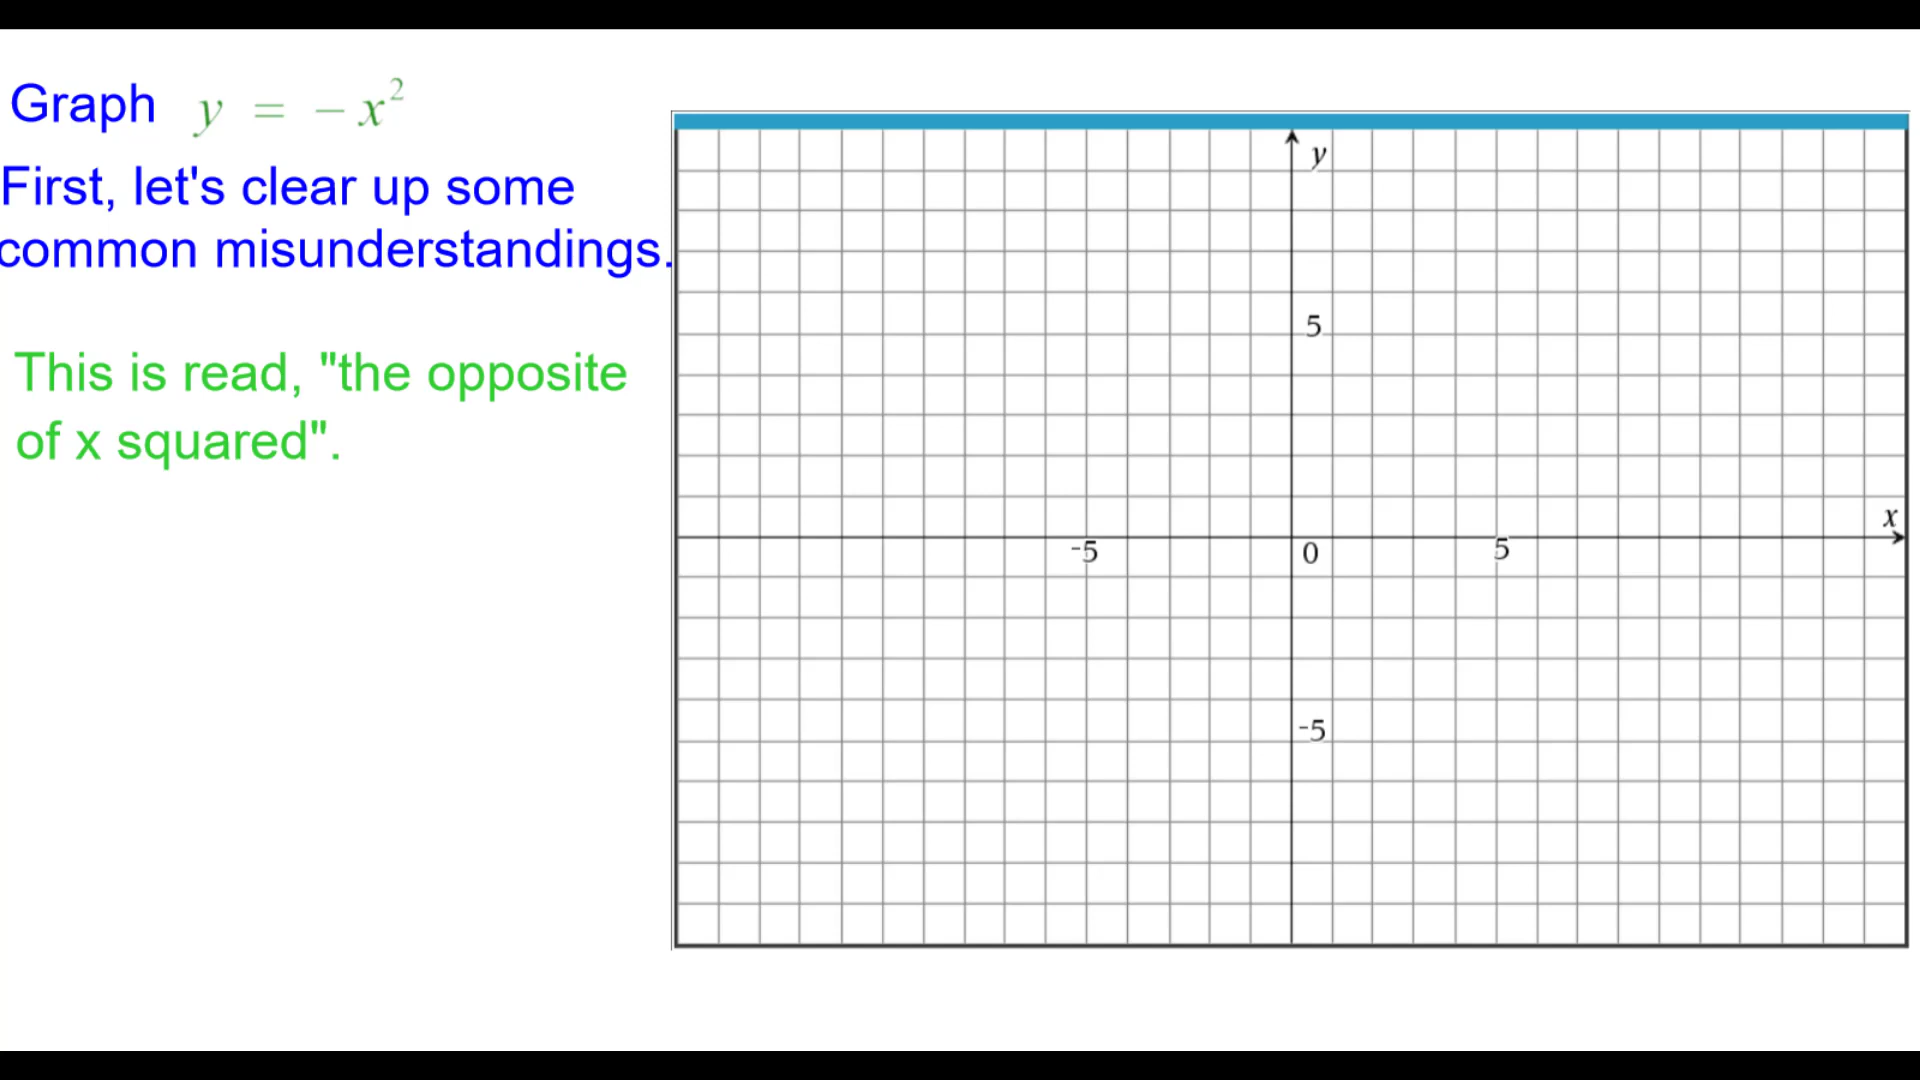 Graph y = - x²
First, let's clear up some
common misunderstandings.
This is read, "the opposite
of x squared".
y
5
x
-5 0 5
-5